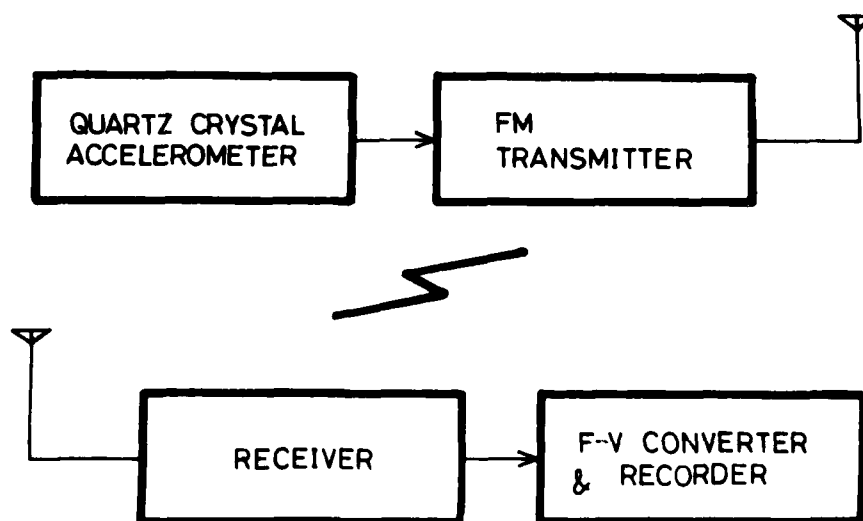 QUARTZ CRYSTAL
ACCELEROMETER
FM
TRANSMITTER
RECEIVER
F-V CONVERTER
& RECORDER